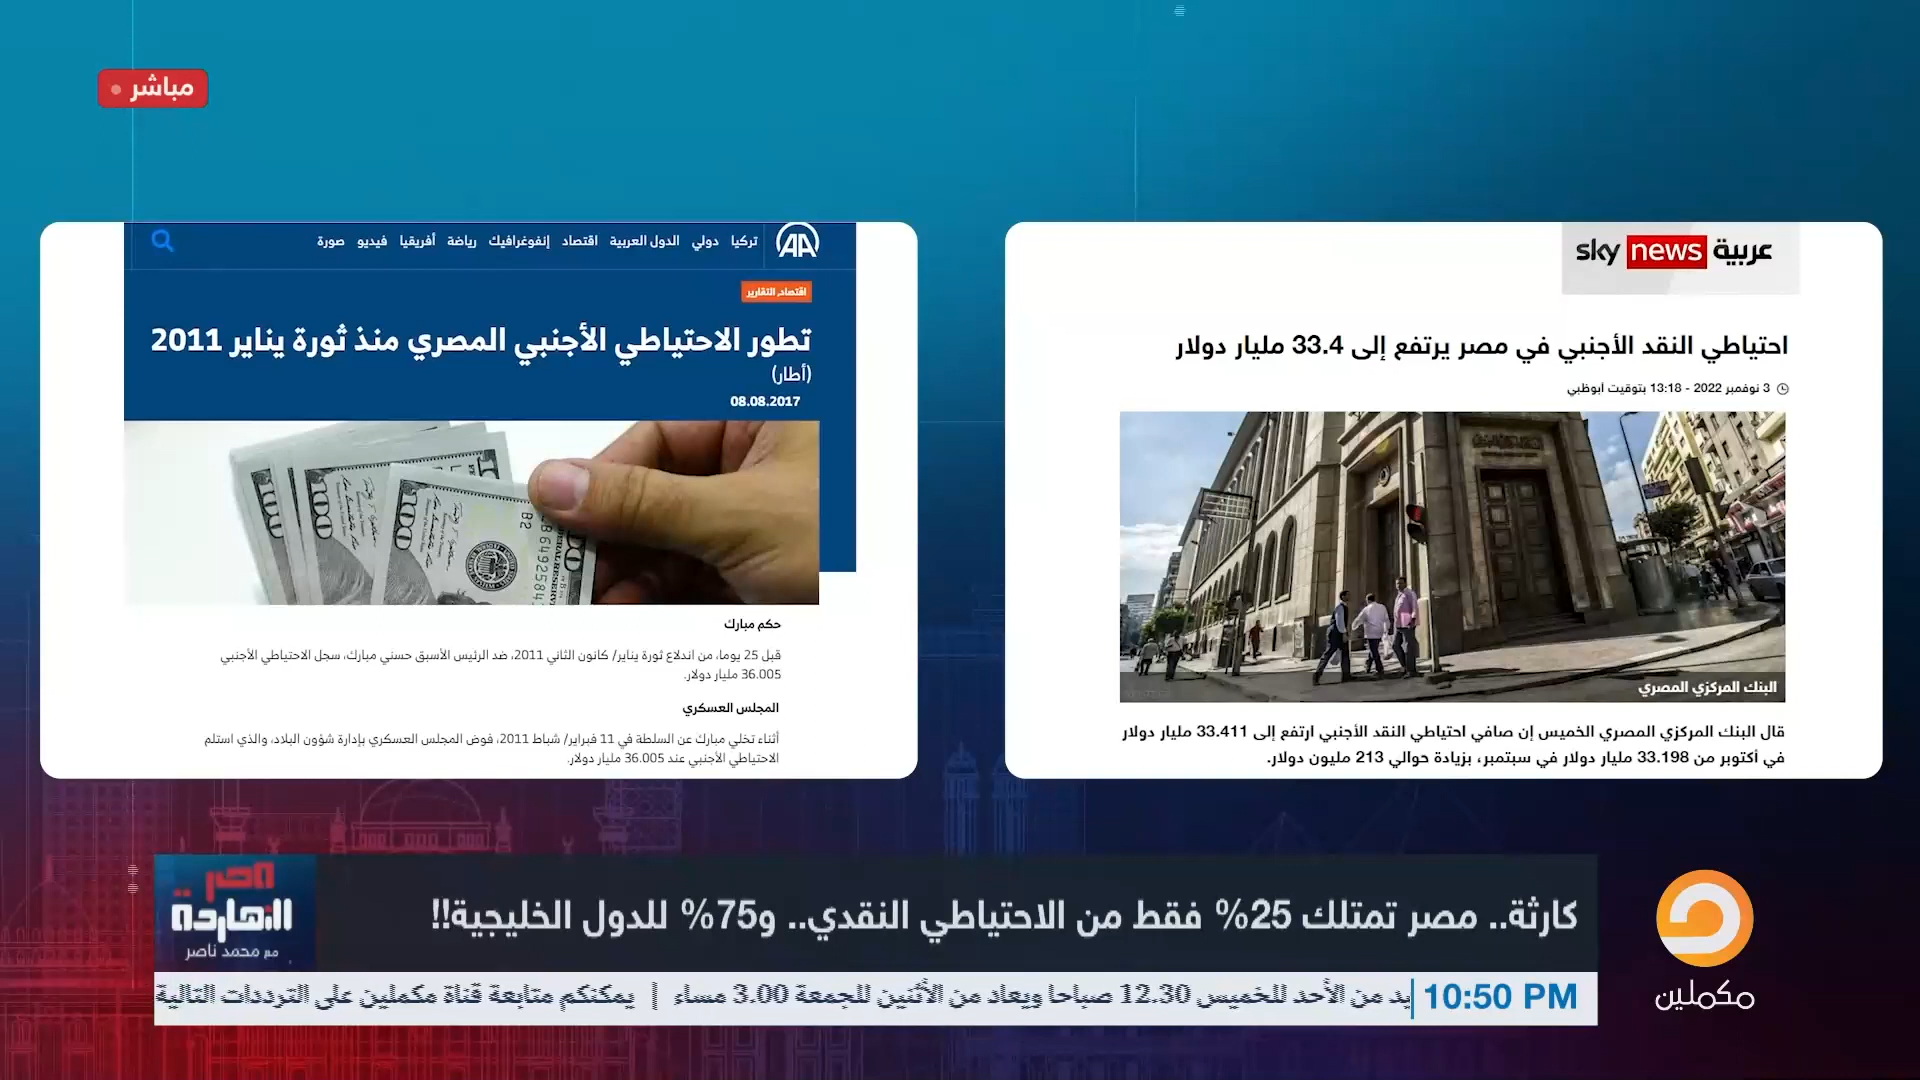 مباشر
عربية sky news
احتياطي النقد الأجنبي في مصر يرتفع إلى 33.4 مليار دولار
3 نوفمبر 2022 - 13:18 بتوقيت أبوظبي
البنك المركزي المصري
قال البنك المركزي المصري الخميس إن صافي احتياطي النقد الأجنبي ارتفع إلى 33.411 مليار دولار
في أكتوبر من 33.198 مليار دولار في سبتمبر، بزيادة حوالي 213 مليون دولار.
AA
تركيا دولي الدول العربية اقتصاد إنفوغرافيك رياضة أفريقيا فيديو صورة
اقتصاد, التقارير
تطور الاحتياطي الأجنبي المصري منذ ثورة يناير 2011
(أطار)
08.08.2017
حكم مبارك
قبل 25 يوما، من اندلاع ثورة يناير/ كانون الثاني 2011، ضد الرئيس الأسبق حسني مبارك، سجل الاحتياطي الأجنبي
36.005 مليار دولار.
المجلس العسكري
أثناء تخلي مبارك عن السلطة في 11 فبراير/ شباط 2011، فوض المجلس العسكري بإدارة شؤون البلاد، والذي استلم
الاحتياطي الأجنبي عند 36.005 مليار دولار.
كارثة.. مصر تمتلك 25% فقط من الاحتياطي النقدي.. و75% للدول الخليجية!!
مصر
النهاردة
مع محمد ناصر
10:50 PM
يد من الأحد للخميس 12.30 صباحا ويعاد من الأثنين للجمعة 3.00 مساء | يمكنكم متابعة قناة مكملين على الترددات التالية
مكملين